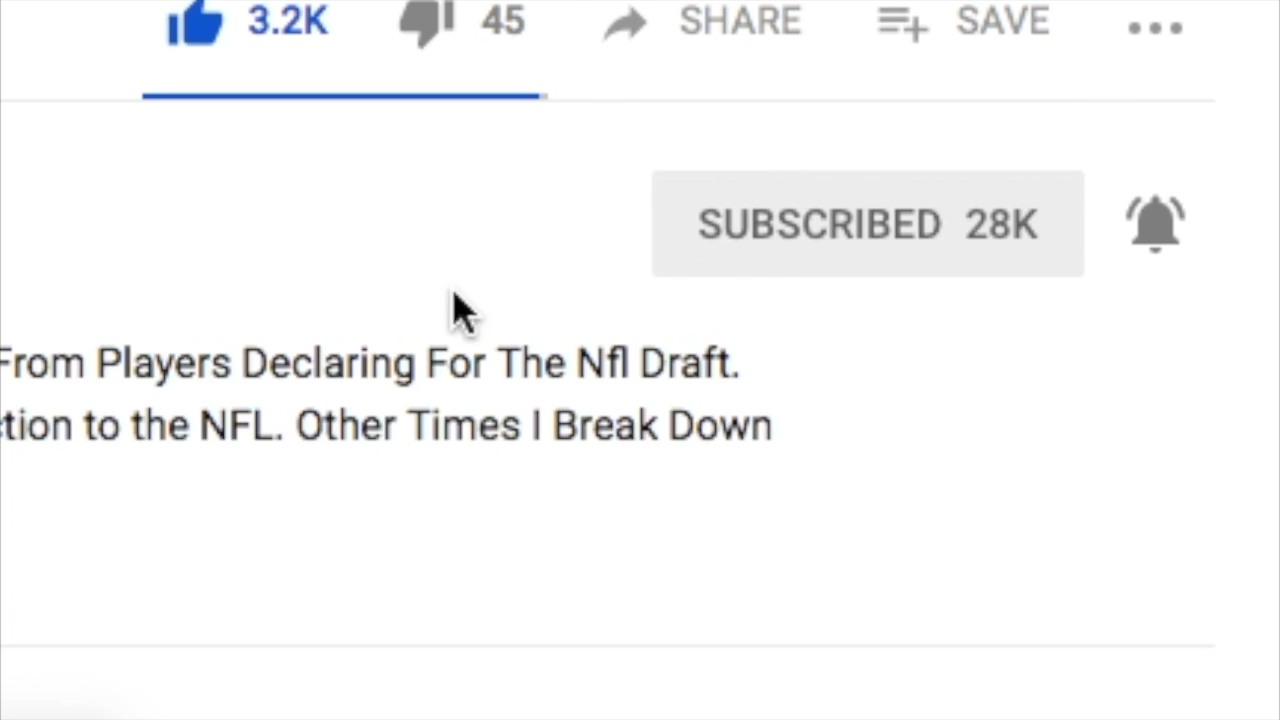 3.2K 45 SHARE SAVE
SUBSCRIBED 28K
From Players Declaring For The Nfl Draft.
ction to the NFL. Other Times I Break Down